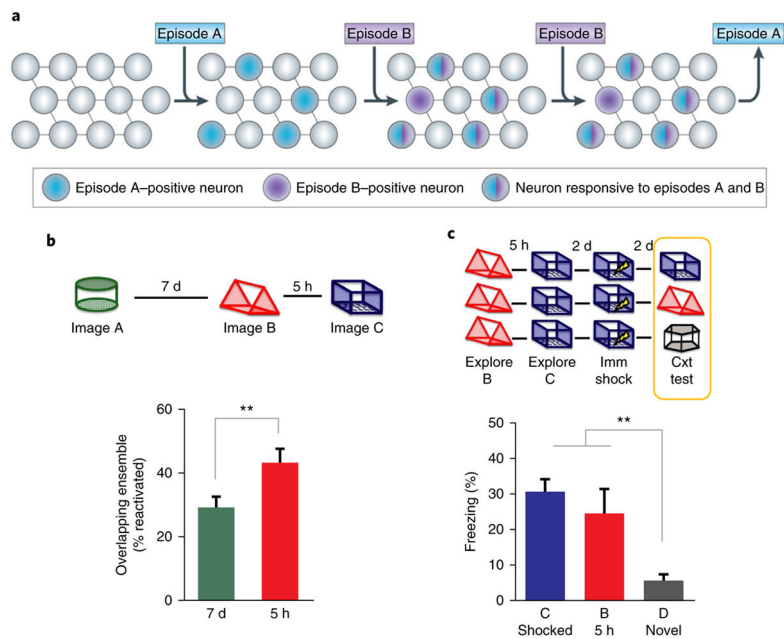 a
Episode A
Episode B
Episode B
Episode A
Episode A–positive neuron
Episode B–positive neuron
Neuron responsive to episodes A and B
b
7 d
5 h
Image A
Image B
Image C
Overlapping ensemble
(% reactivated)
60
40
20
0
**
7 d
5 h
c
5 h
2 d
2 d
Explore
B
Explore
C
Imm
shock
Cxt
test
Freezing (%)
50
40
30
20
10
0
**
C
Shocked
B
5 h
D
Novel